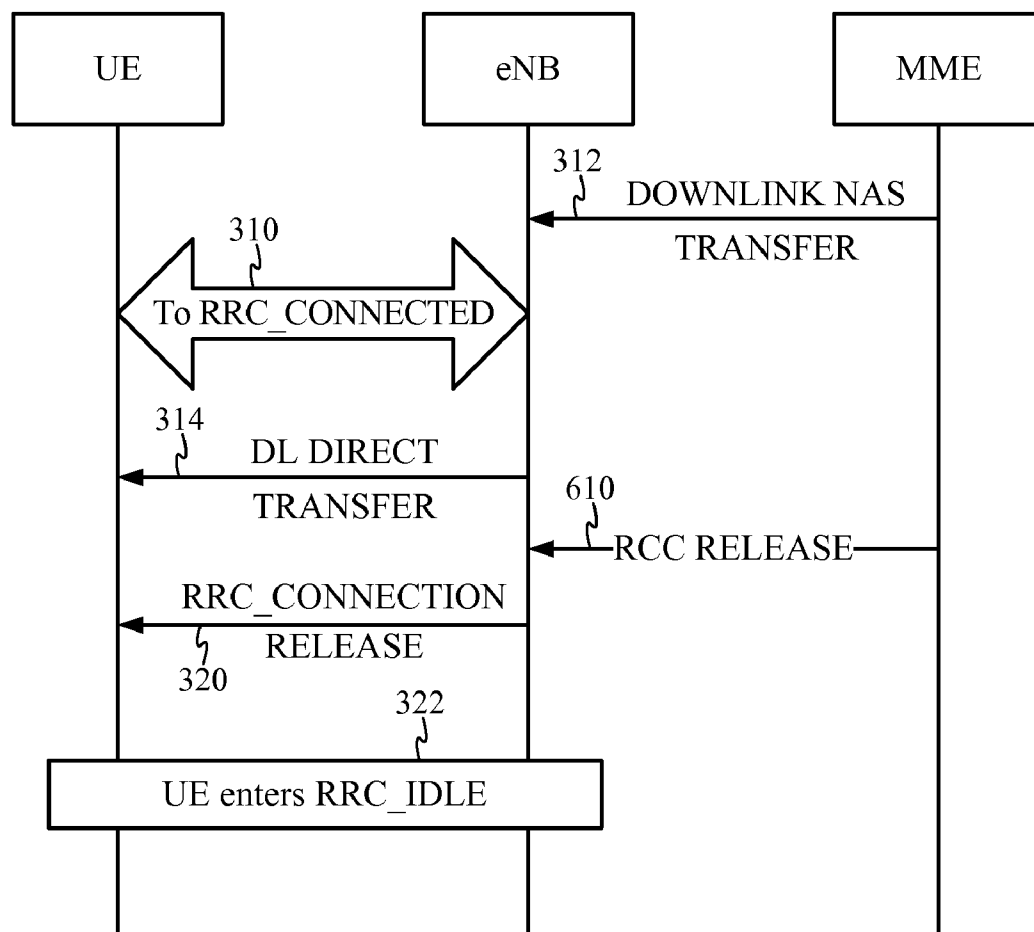 UE
eNB
MME
312
DOWNLINK NAS
TRANSFER
310
To RRC_CONNECTED
314
DL DIRECT
TRANSFER
610
RCC RELEASE
RRC_CONNECTION
RELEASE
320
322
UE enters RRC_IDLE